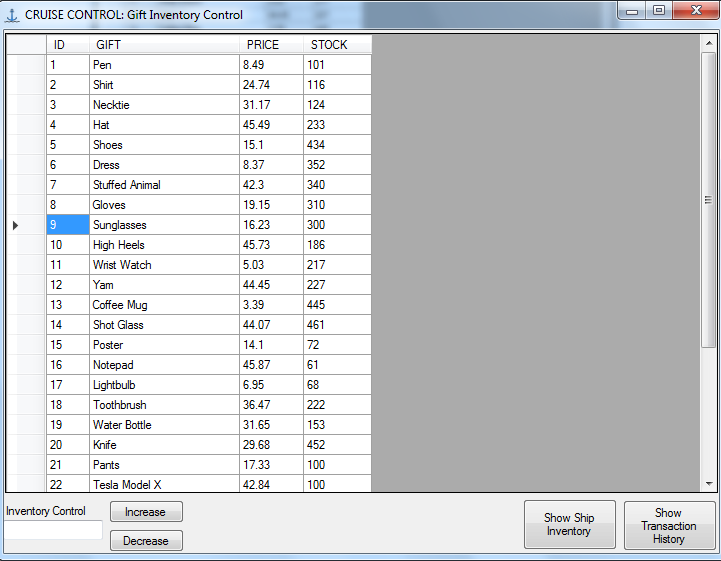 CRUISE CONTROL: Gift Inventory Control
ID GIFT PRICE STOCK
1 Pen 8.49 101
2 Shirt 24.74 116
3 Necktie 31.17 124
4 Hat 45.49 233
5 Shoes 15.1 434
6 Dress 8.37 352
7 Stuffed Animal 42.3 340
8 Gloves 19.15 310
9 Sunglasses 16.23 300
10 High Heels 45.73 186
11 Wrist Watch 5.03 217
12 Yam 44.45 227
13 Coffee Mug 3.39 445
14 Shot Glass 44.07 461
15 Poster 14.1 72
16 Notepad 45.87 61
17 Lightbulb 6.95 68
18 Toothbrush 36.47 222
19 Water Bottle 31.65 153
20 Knife 29.68 452
21 Pants 17.33 100
22 Tesla Model X 42.84 100
Inventory Control
Increase
Decrease
Show Ship
Inventory
Show
Transaction
History